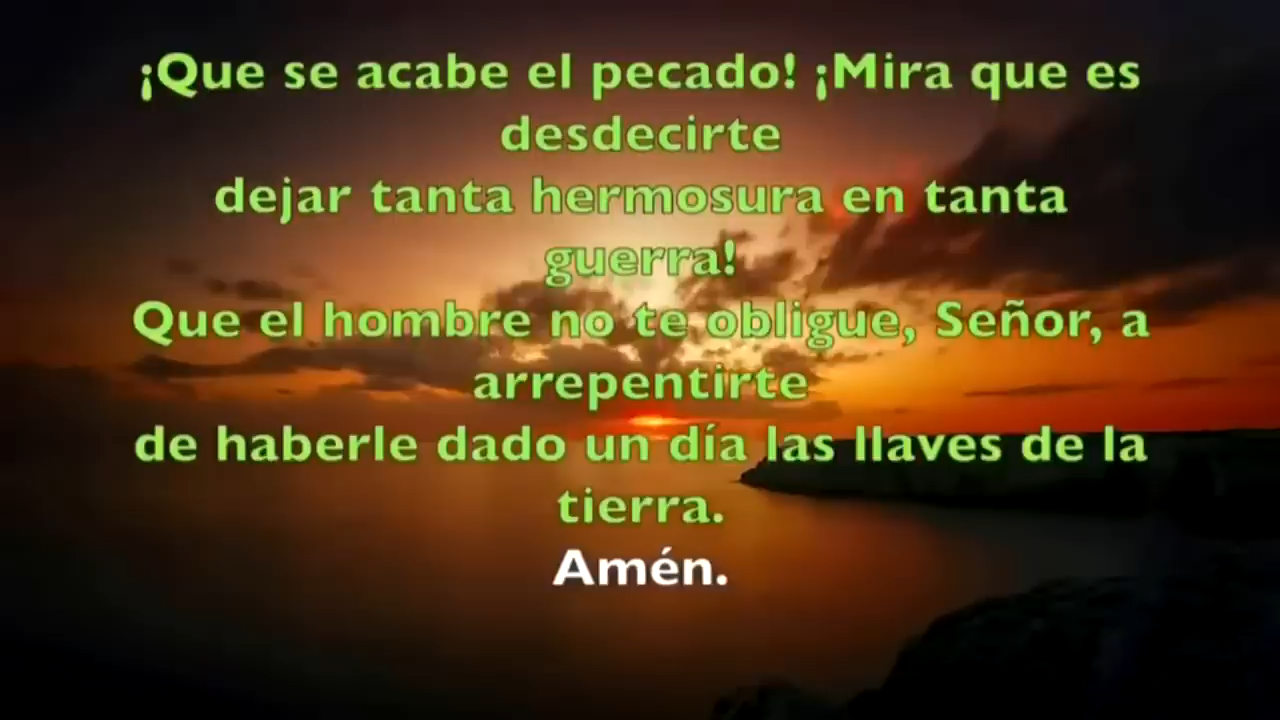 ¡Que se acabe el pecado! ¡Mira que es
desdecirte
dejar tanta hermosura en tanta
guerra!
Que el hombre no te obligue, Señor, a
arrepentirte
de haberle dado un día las llaves de la
tierra.
Amén.